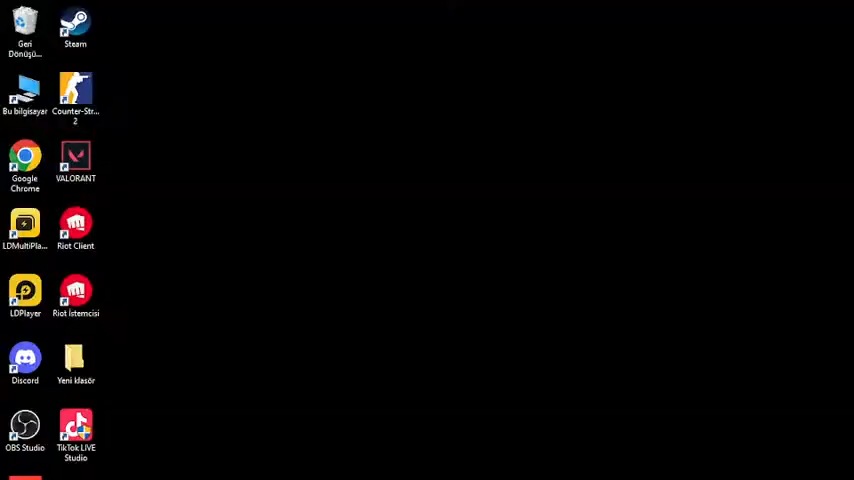 Geri
Dönüşü...
Steam
Bu bilgisayar
Counter-Str...
2
Google
Chrome
VALORANT
LDMultiPla...
Riot Client
LDPlayer
Riot İstemcisi
Discord
Yeni klasör
OBS Studio
TikTok LIVE
Studio